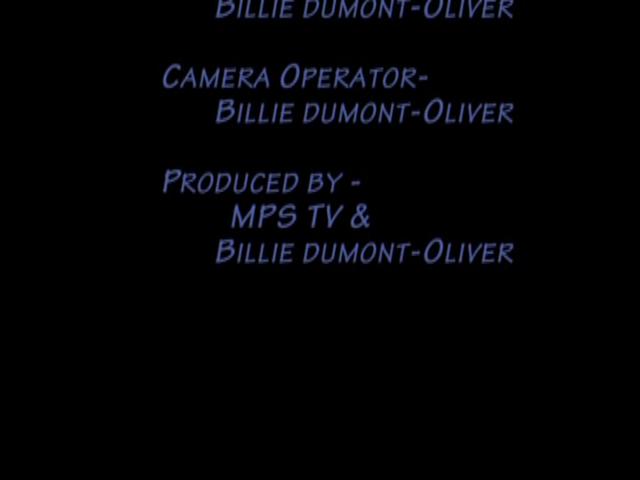 BILLIE DUMONT-OLIVER
CAMERA OPERATOR-
BILLIE DUMONT-OLIVER
PRODUCED BY -
MPS TV &
BILLIE DUMONT-OLIVER